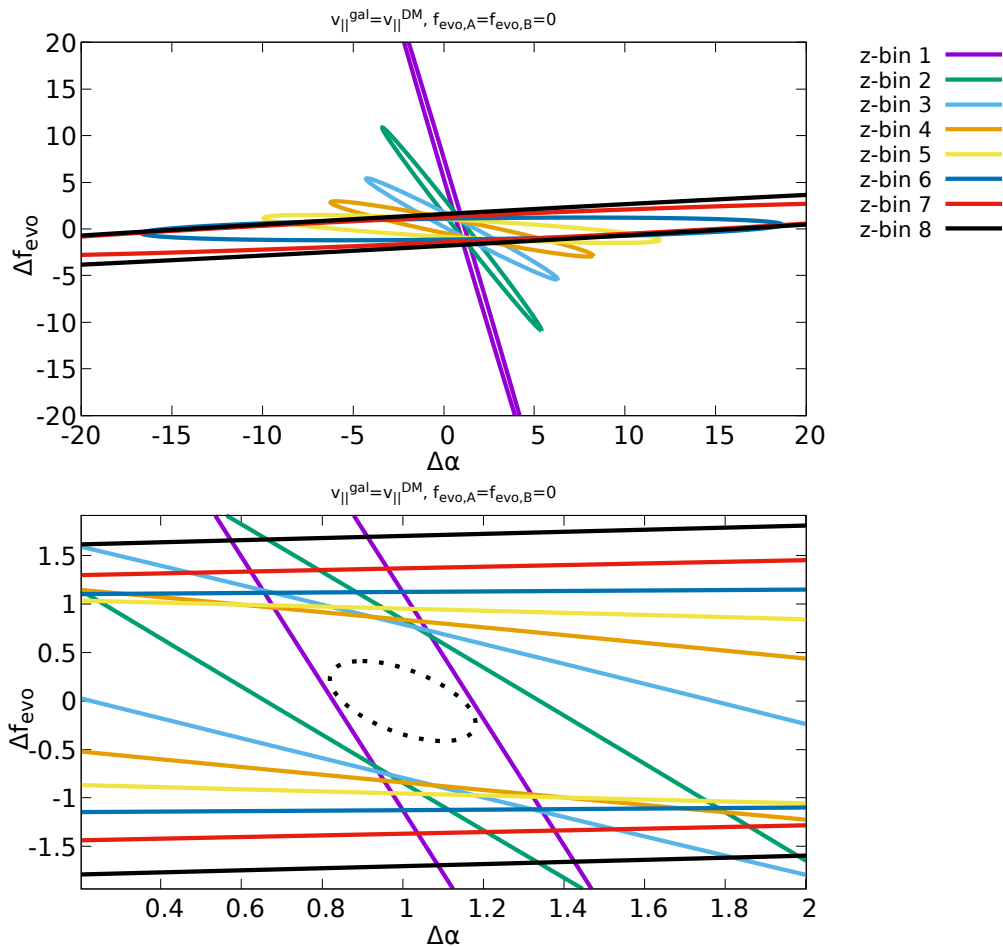 v||gal=v||DM, fevo,A=fevo,B=0
20
15
10
5
0
-5
-10
-15
-20
Δfevo
-20 -15 -10 -5 0 5 10 15 20
Δα
z-bin 1
z-bin 2
z-bin 3
z-bin 4
z-bin 5
z-bin 6
z-bin 7
z-bin 8
v||gal=v||DM, fevo,A=fevo,B=0
1.5
1
0.5
0
-0.5
-1
-1.5
Δfevo
0.4 0.6 0.8 1 1.2 1.4 1.6 1.8 2
Δα